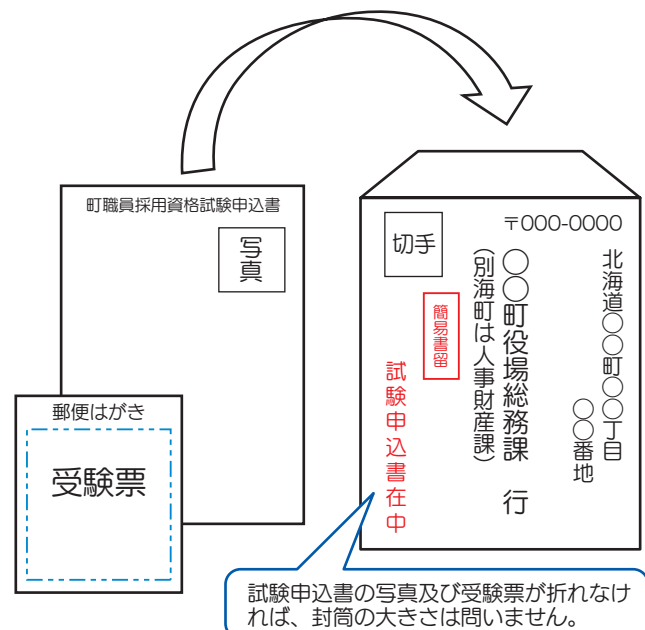 町職員採用資格試験申込書
写真
郵便はがき
受験票
切手
〒000-0000
北海道〇〇町〇〇丁目
〇〇番地
〇〇町役場総務課　行
(別海町は人事財産課)
簡易書留
試験申込書在中
試験申込書の写真及び受験票が折れなけ
れば、封筒の大きさは問いません。